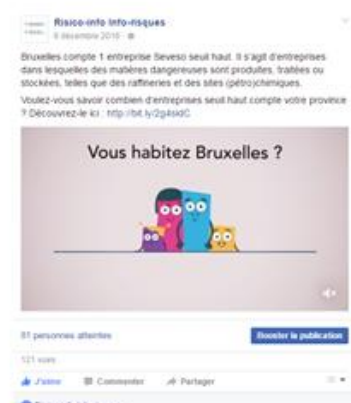 Risico-info Info-risques
6 décembre 2016
Bruxelles compte 1 entreprise Seveso seuil haut. Il s'agit d'entreprises
dans lesquelles des matières dangereuses sont produites, traitées ou
stockées, telles que des raffineries et des sites (pétro)chimiques.
Voulez-vous savoir combien d'entreprises seuil haut compte votre province
? Découvrez-le ici : http://bit.ly/2g4skIC
Vous habitez Bruxelles ?
81 personnes atteintes
Booster la publication
121 vues
J'aime Commenter Partager